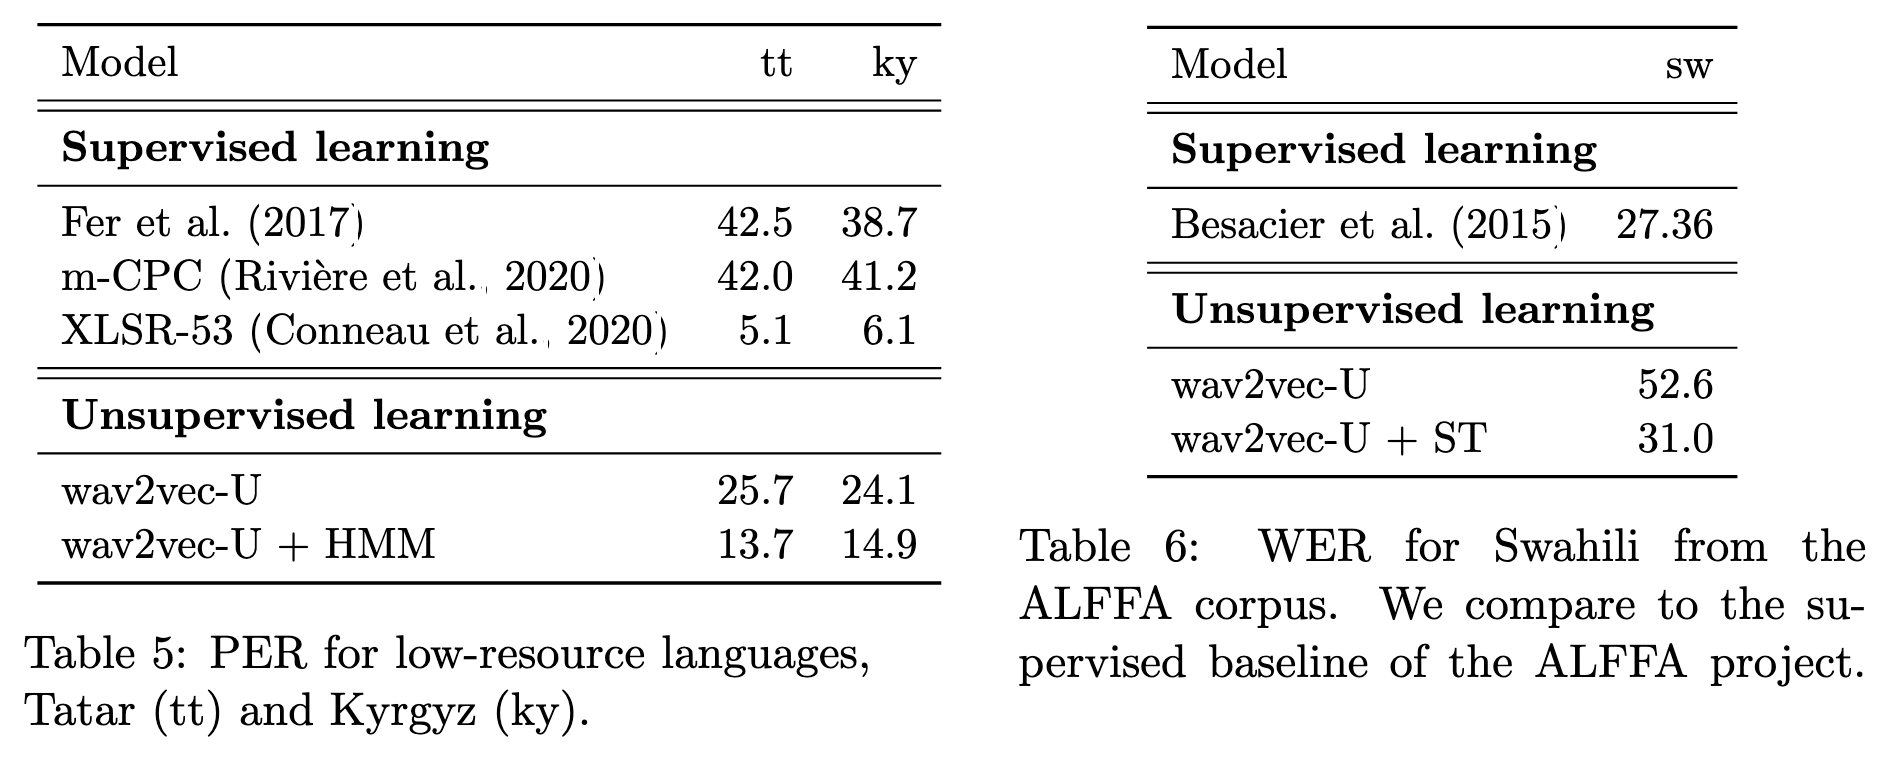 Model tt ky
Supervised learning
Fer et al. (2017) 42.5 38.7
m-CPC (Rivière et al., 2020) 42.0 41.2
XLSR-53 (Conneau et al., 2020) 5.1 6.1
Unsupervised learning
wav2vec-U 25.7 24.1
wav2vec-U + HMM 13.7 14.9
Table 5: PER for low-resource languages,
Tatar (tt) and Kyrgyz (ky).
Model sw
Supervised learning
Besacier et al. (2015) 27.36
Unsupervised learning
wav2vec-U 52.6
wav2vec-U + ST 31.0
Table 6: WER for Swahili from the
ALFFA corpus. We compare to the su-
pervised baseline of the ALFFA project.